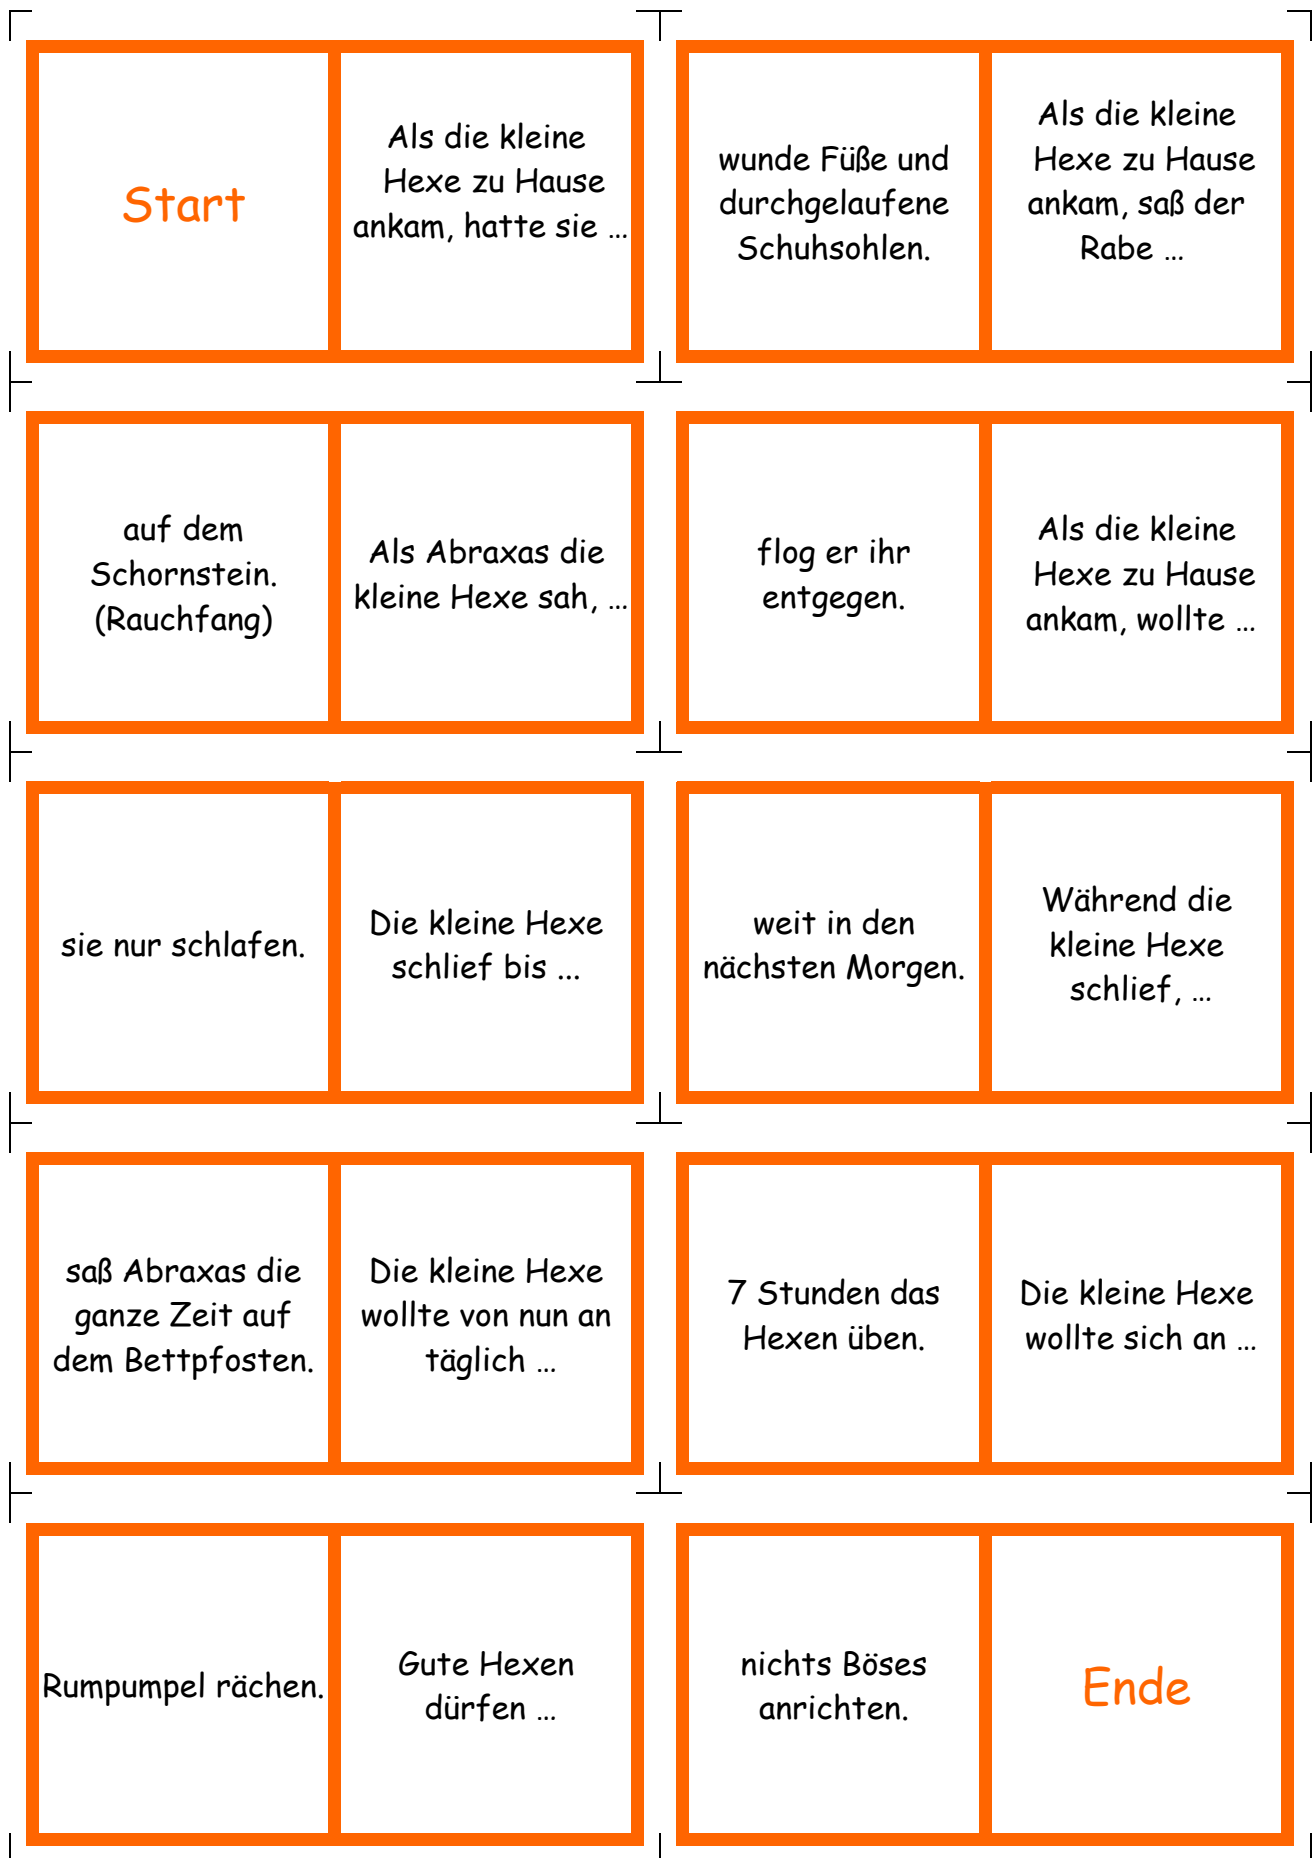 Start
Als die kleine
Hexe zu Hause
ankam, hatte sie …
wunde Füße und
durchgelaufene
Schuhsohlen.
Als die kleine
Hexe zu Hause
ankam, saß der
Rabe …
auf dem
Schornstein.
(Rauchfang)
Als Abraxas die
kleine Hexe sah, …
flog er ihr
entgegen.
Als die kleine
Hexe zu Hause
ankam, wollte …
sie nur schlafen.
Die kleine Hexe
schlief bis ...
weit in den
nächsten Morgen.
Während die
kleine Hexe
schlief, …
saß Abraxas die
ganze Zeit auf
dem Bettpfosten.
Die kleine Hexe
wollte von nun an
täglich …
7 Stunden das
Hexen üben.
Die kleine Hexe
wollte sich an …
Rumpumpel rächen.
Gute Hexen
dürfen …
nichts Böses
anrichten.
Ende